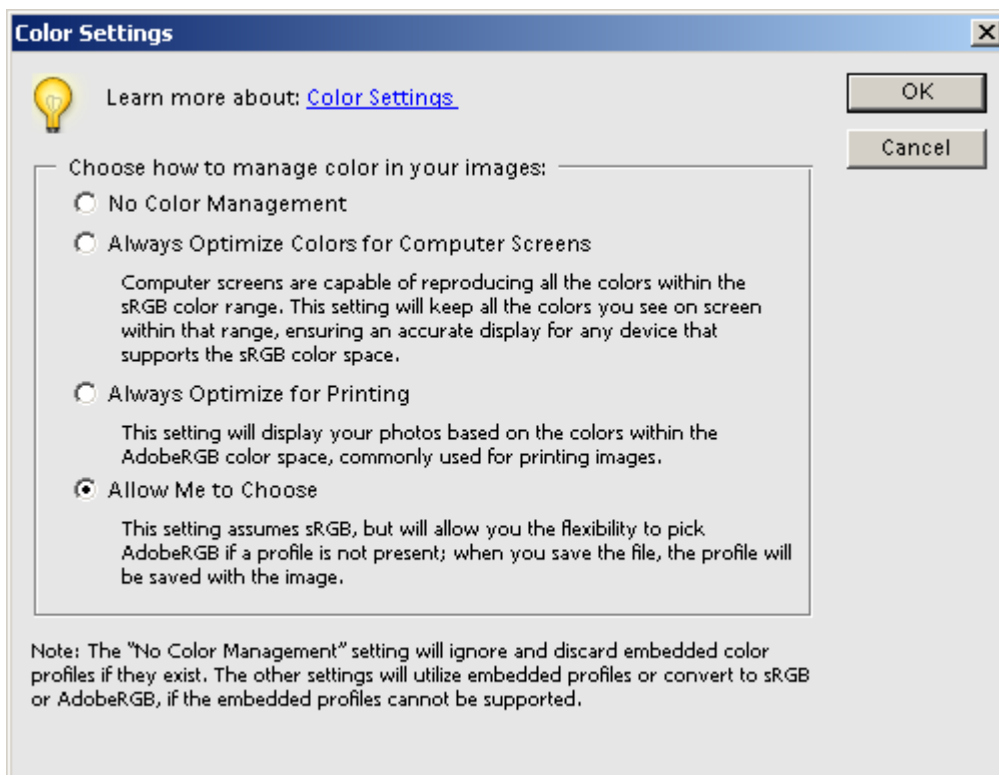 Color Settings
Learn more about: Color Settings
OK
Cancel
Choose how to manage color in your images:
No Color Management
Always Optimize Colors for Computer Screens
Computer screens are capable of reproducing all the colors within the
sRGB color range. This setting will keep all the colors you see on screen
within that range, ensuring an accurate display for any device that
supports the sRGB color space.
Always Optimize for Printing
This setting will display your photos based on the colors within the
AdobeRGB color space, commonly used for printing images.
Allow Me to Choose
This setting assumes sRGB, but will allow you the flexibility to pick
AdobeRGB if a profile is not present; when you save the file, the profile will
be saved with the image.
Note: The "No Color Management" setting will ignore and discard embedded color
profiles if they exist. The other settings will utilize embedded profiles or convert to sRGB
or AdobeRGB, if the embedded profiles cannot be supported.